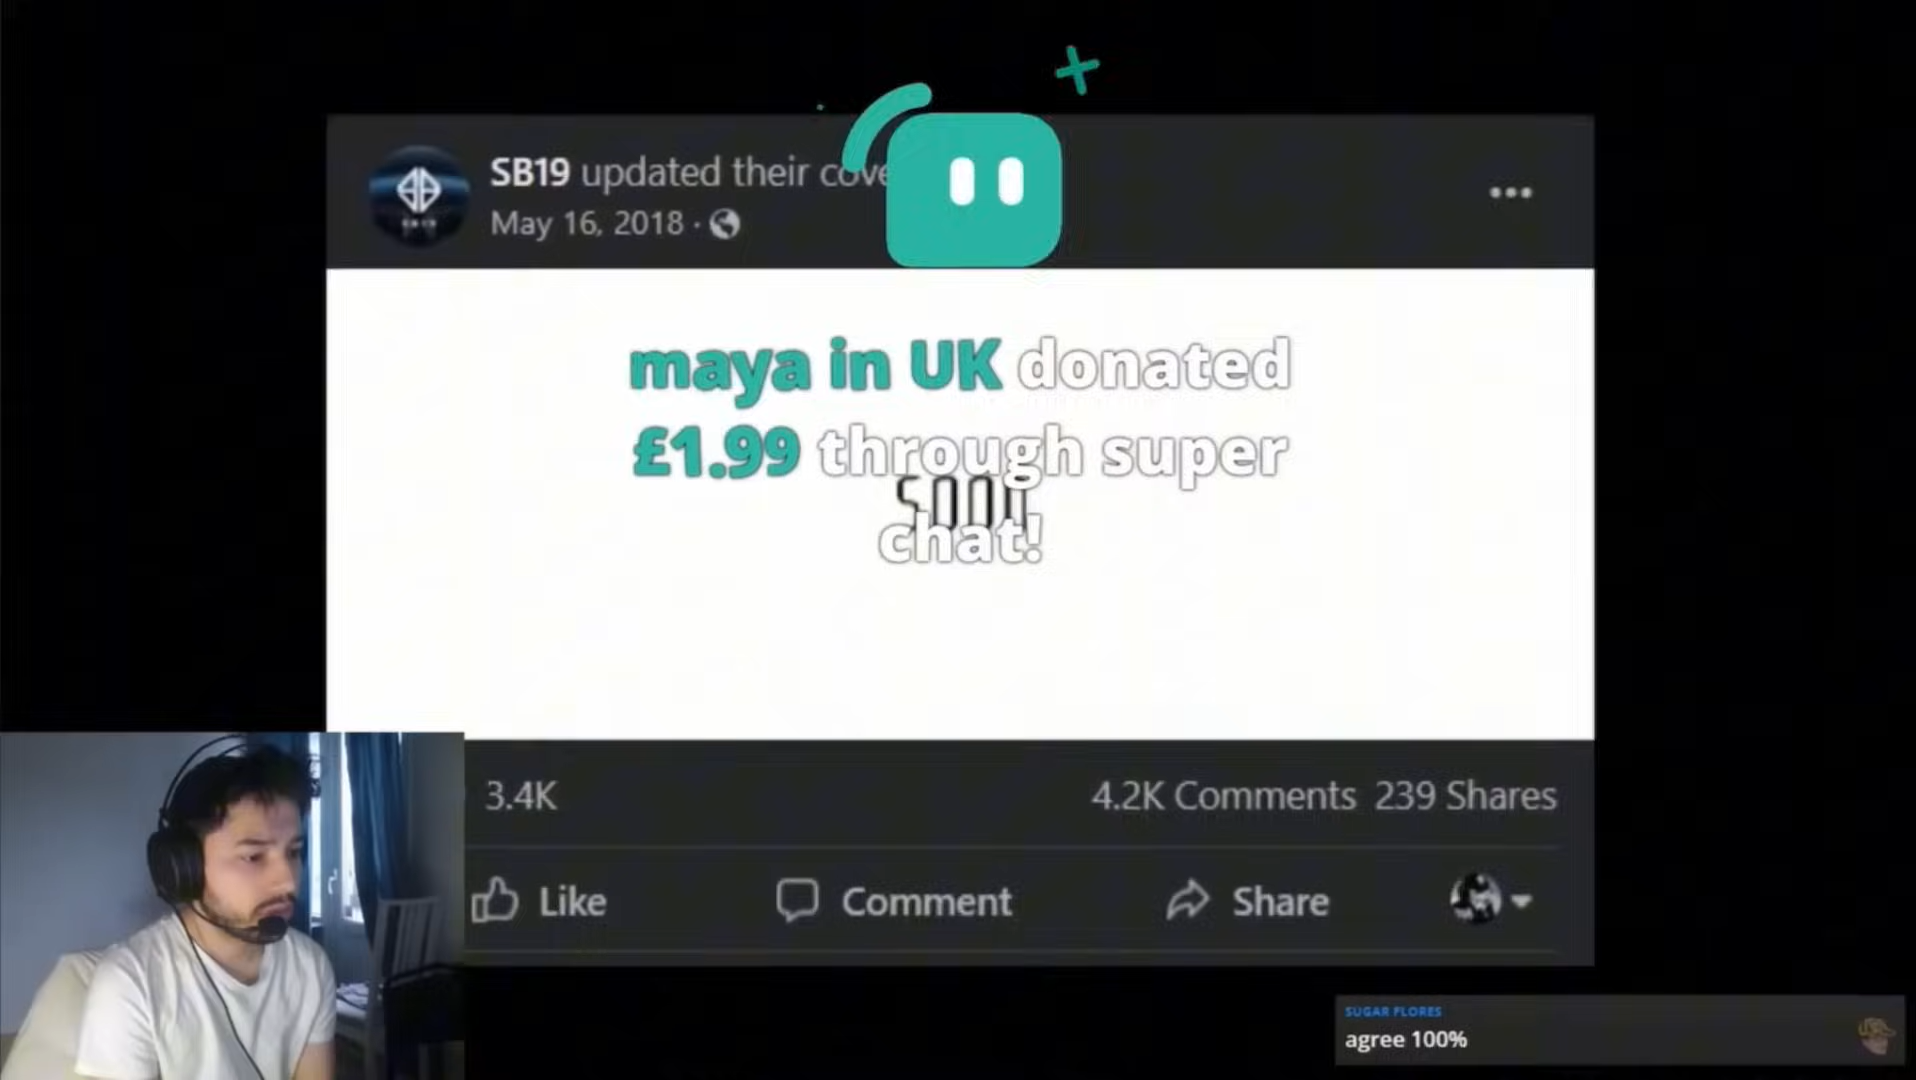 SB19 updated their cove
May 16, 2018 ·
maya in UK donated
£1.99 through super
chat!
3.4K
4.2K Comments 239 Shares
Like
Comment
Share
SUGAR FLORES
agree 100%